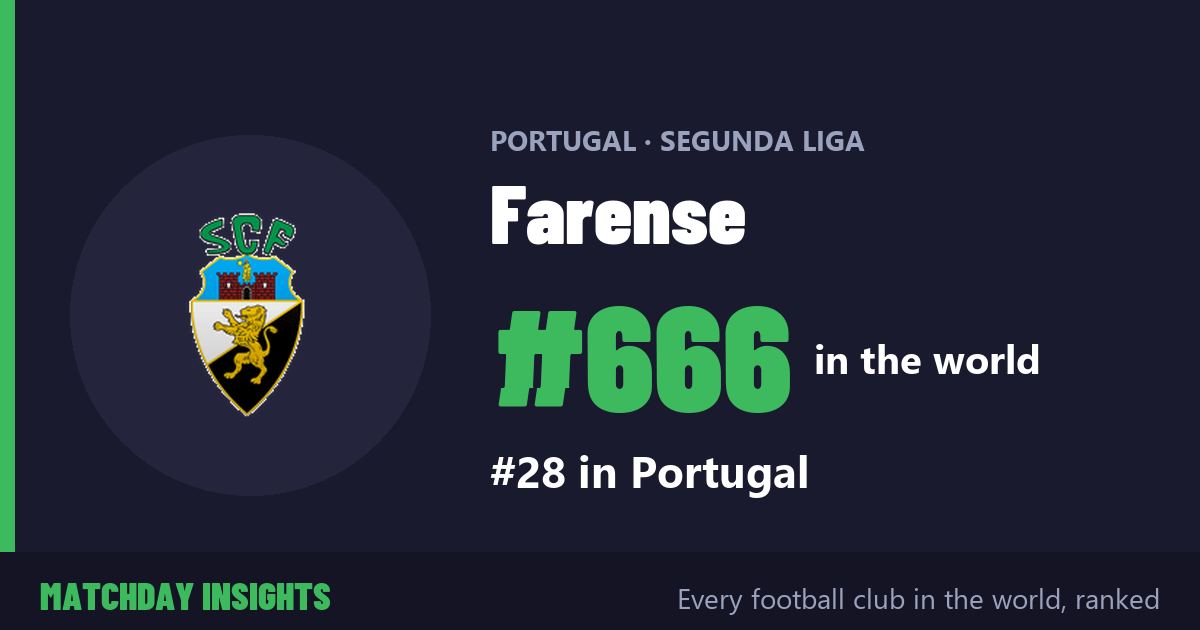 PORTUGAL · SEGUNDA LIGA
Farense
SCF
#666 in the world
#28 in Portugal
MATCHDAY INSIGHTS
Every football club in the world, ranked